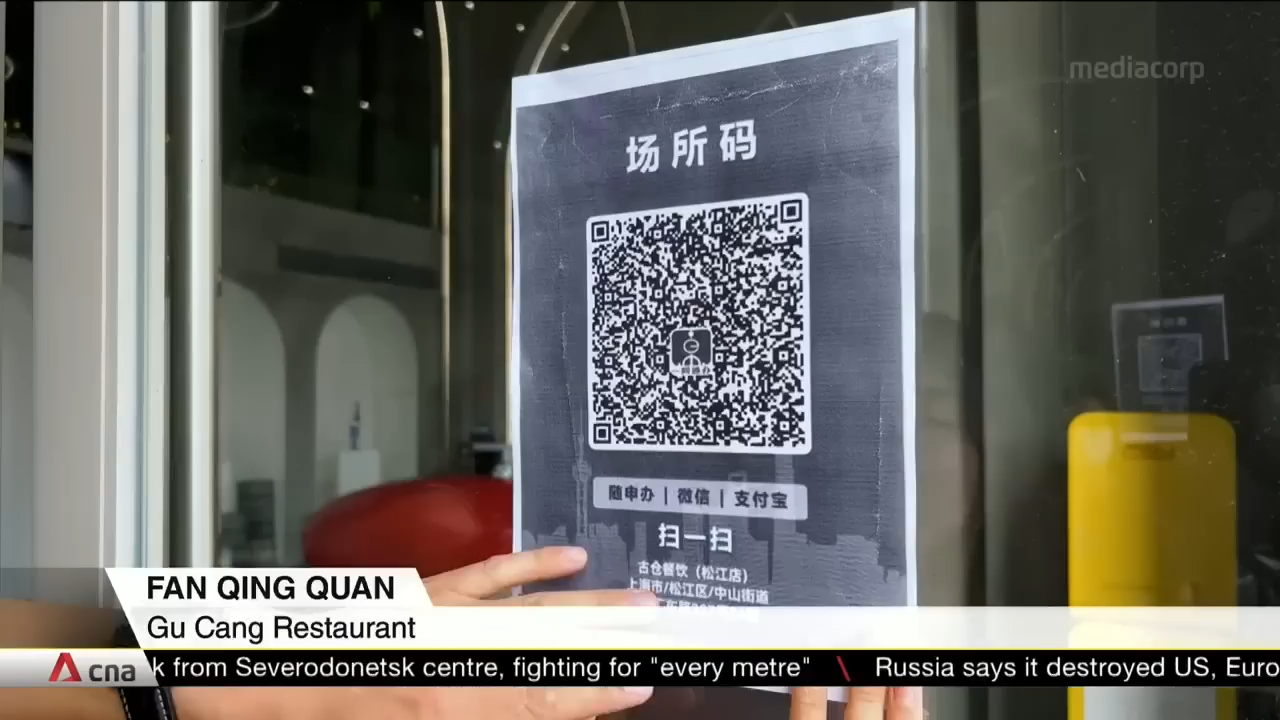 mediacorp
场所码
随申办 | 微信 | 支付宝
扫一扫
古仓餐饮（松江店）
上海市/松江区/中山街道
FAN QING QUAN
Gu Cang Restaurant
cna
k from Severodonetsk centre, fighting for "every metre" \ Russia says it destroyed US, Euro